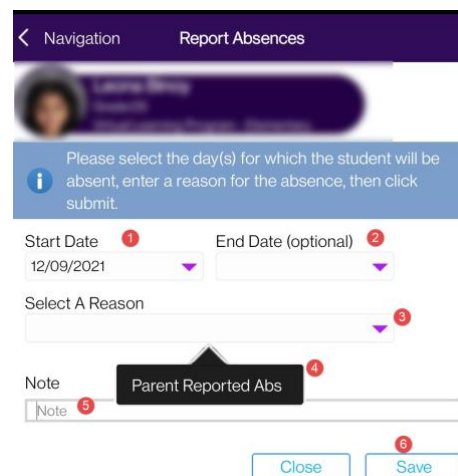 Navigation Report Absences
Please select the day(s) for which the student will be
absent, enter a reason for the absence, then click
submit.
Start Date 1 End Date (optional) 2
12/09/2021
Select A Reason
3
Parent Reported Abs 4
Note
Note 5
6
Close Save